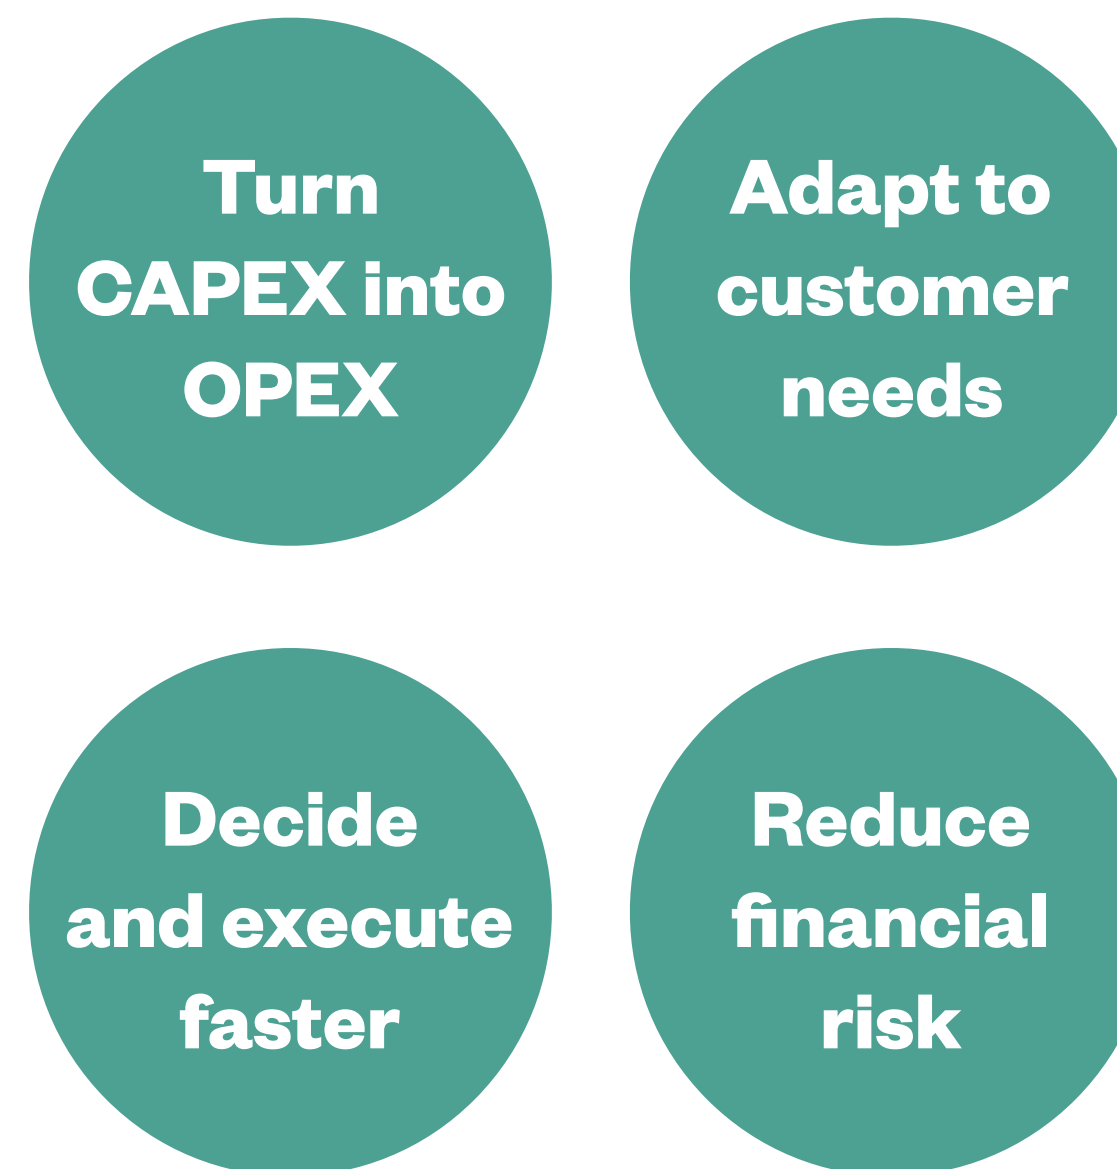 Turn
CAPEX into
OPEX
Adapt to
customer
needs
Decide
and execute
faster
Reduce
financial
risk